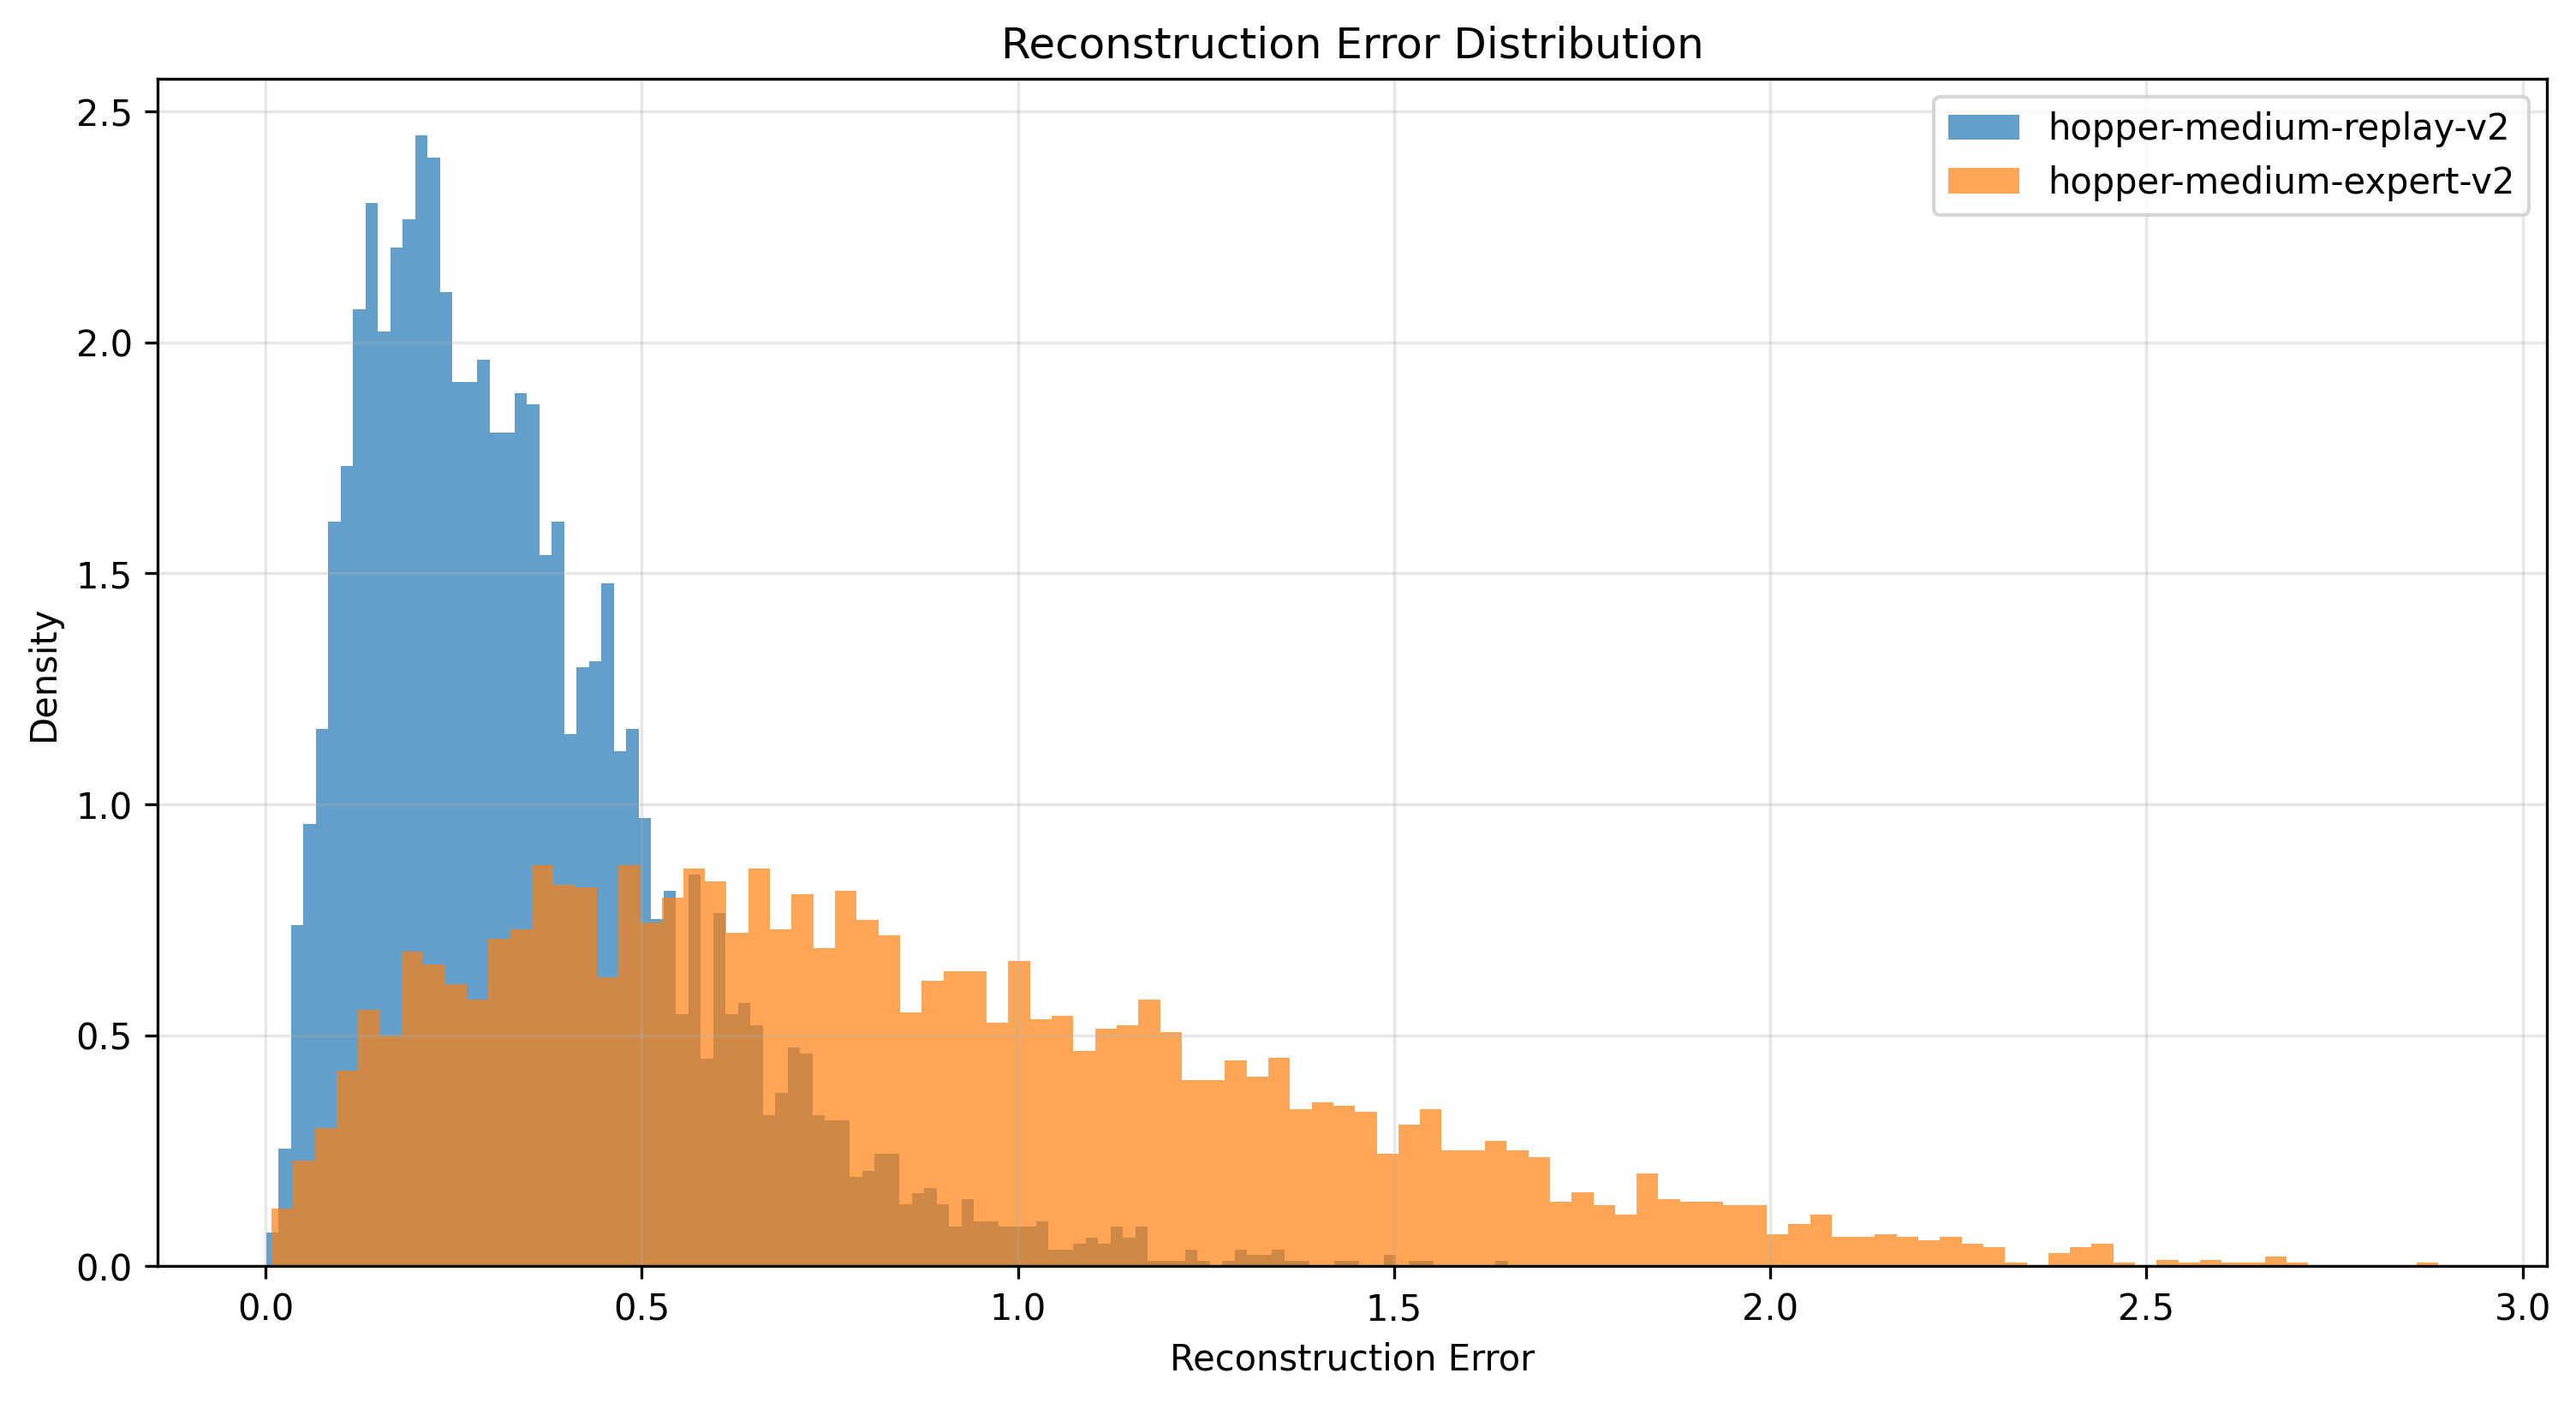 Reconstruction Error Distribution
hopper-medium-replay-v2
hopper-medium-expert-v2
Density
2.5
2.0
1.5
1.0
0.5
0.0
0.0 0.5 1.0 1.5 2.0 2.5 3.0
Reconstruction Error